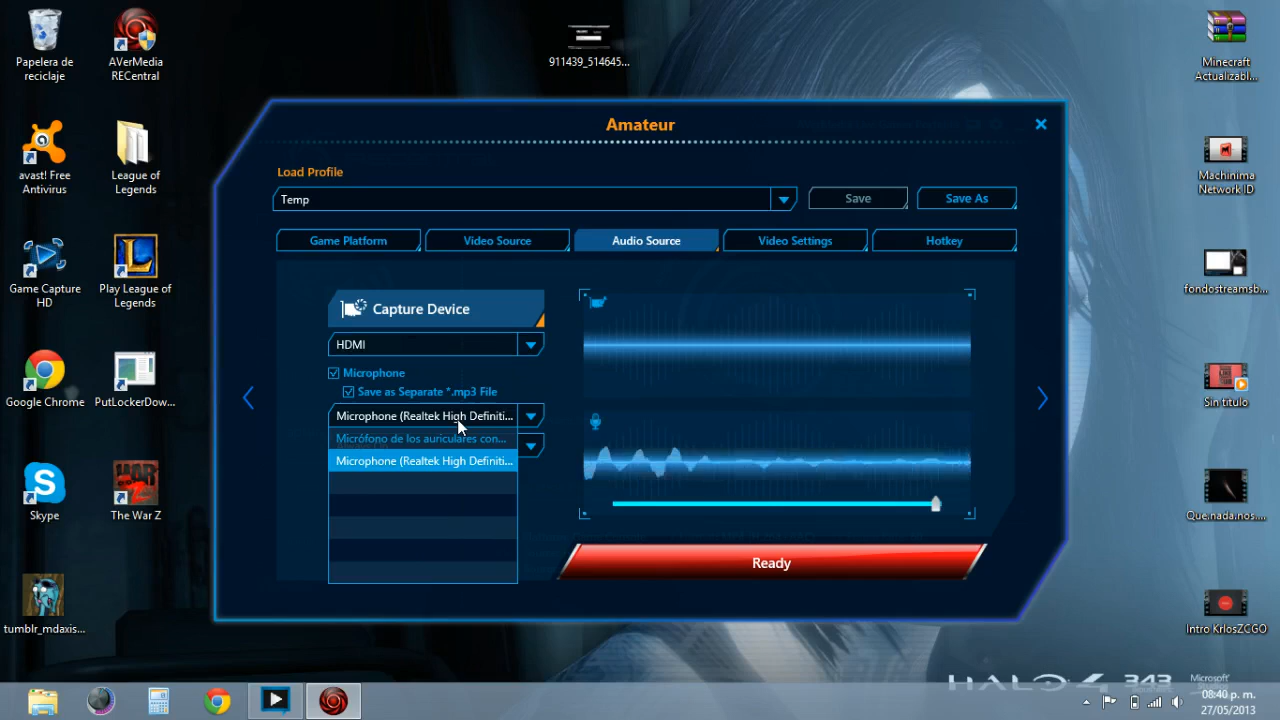 Papelera de
reciclaje
AVerMedia
RECentral
911439_514645...
Minecraft
Actualizabl...
Amateur
avast! Free
Antivirus
League of
Legends
Load Profile
Temp
Save
Save As
Machinima
Network ID
Game Platform
Video Source
Audio Source
Video Settings
Hotkey
Game Capture
HD
Play League of
Legends
fondostreamsb...
Capture Device
HDMI
Microphone
Save as Separate *.mp3 File
Microphone (Realtek High Definiti...
Micrófono de los auriculares con...
Microphone (Realtek High Definiti...
Google Chrome
PutLockerDow...
Sin titulo
Skype
The War Z
Que.nada.nos....
Ready
tumblr_mdaxis...
Intro KrlosZCGO
HALO 4
343
Microsoft
08:40 p. m.
27/05/2013